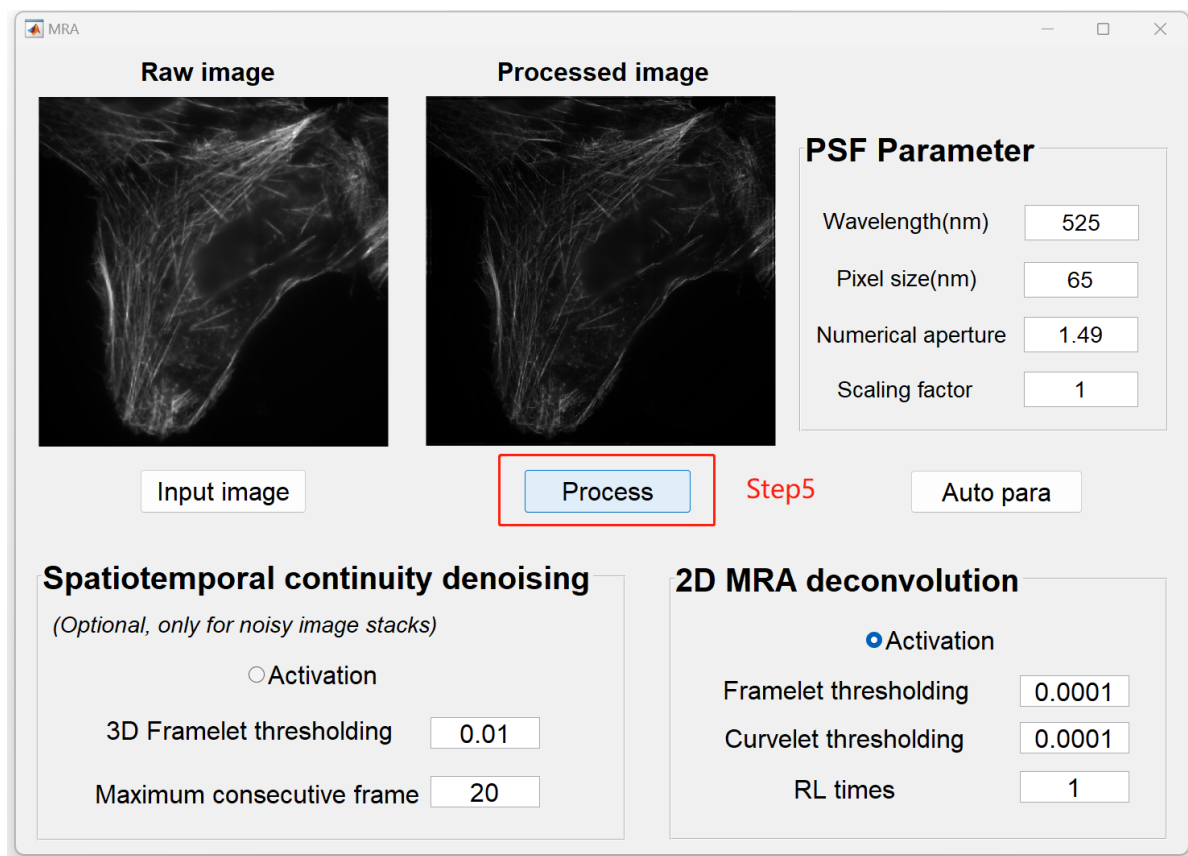 MRA
Raw image
Processed image
PSF Parameter
Wavelength(nm) 525
Pixel size(nm) 65
Numerical aperture 1.49
Scaling factor 1
Input image
Process
Step5
Auto para
Spatiotemporal continuity denoising
(Optional, only for noisy image stacks)
Activation
3D Framelet thresholding 0.01
Maximum consecutive frame 20
2D MRA deconvolution
Activation
Framelet thresholding 0.0001
Curvelet thresholding 0.0001
RL times 1